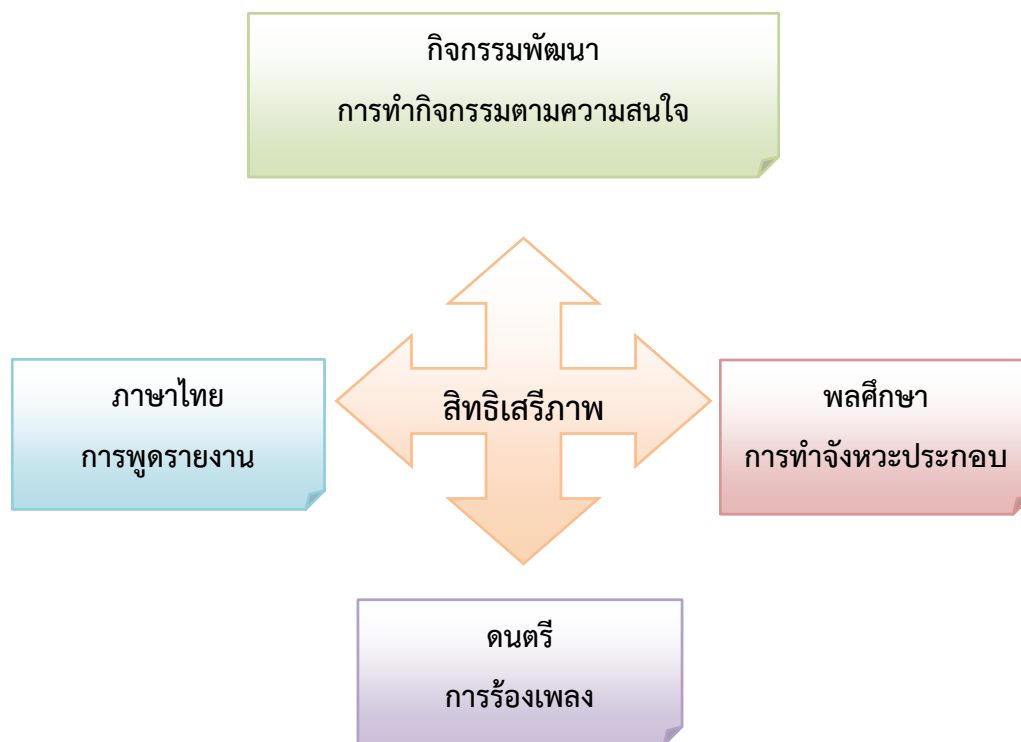 กิจกรรมพัฒนา
การทำกิจกรรมตามความสนใจ
ภาษาไทย
การพูดรายงาน
สิทธิเสรีภาพ
พลศึกษา
การทำจังหวะประกอบ
ดนตรี
การร้องเพลง